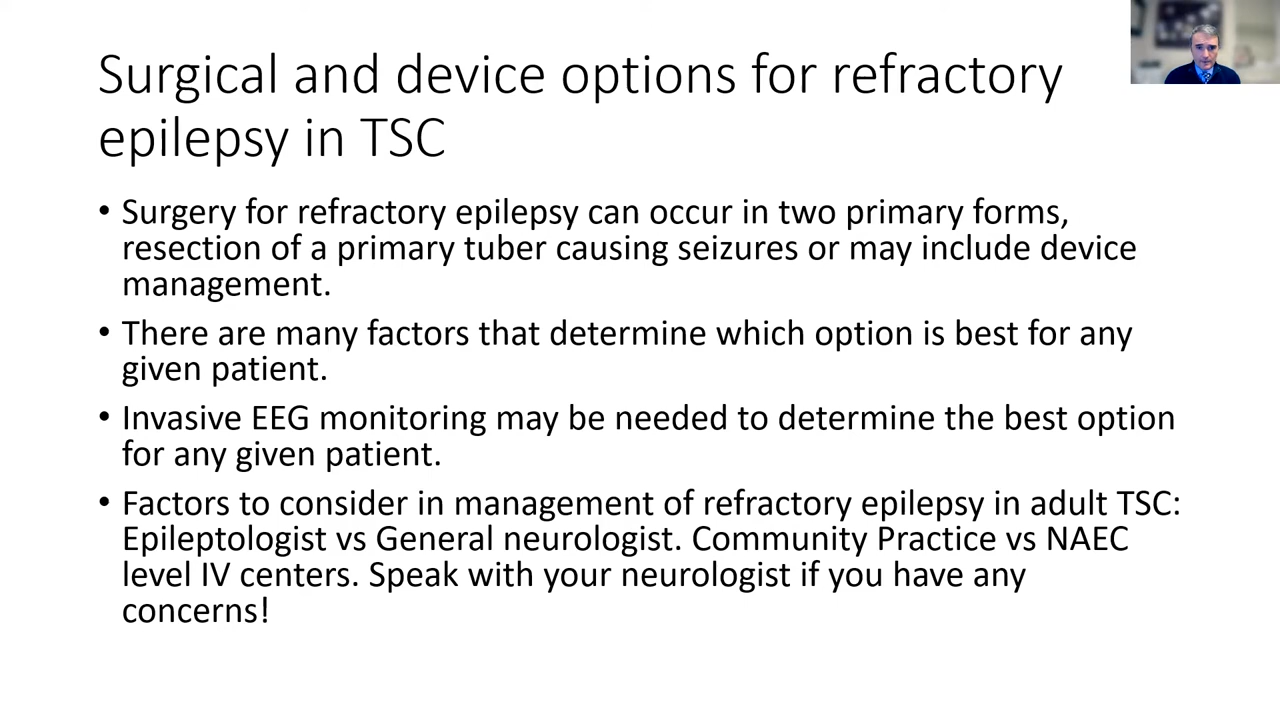 Surgical and device options for refractory
epilepsy in TSC
• Surgery for refractory epilepsy can occur in two primary forms,
resection of a primary tuber causing seizures or may include device
management.
• There are many factors that determine which option is best for any
given patient.
• Invasive EEG monitoring may be needed to determine the best option
for any given patient.
• Factors to consider in management of refractory epilepsy in adult TSC:
Epileptologist vs General neurologist. Community Practice vs NAEC
level IV centers. Speak with your neurologist if you have any
concerns!